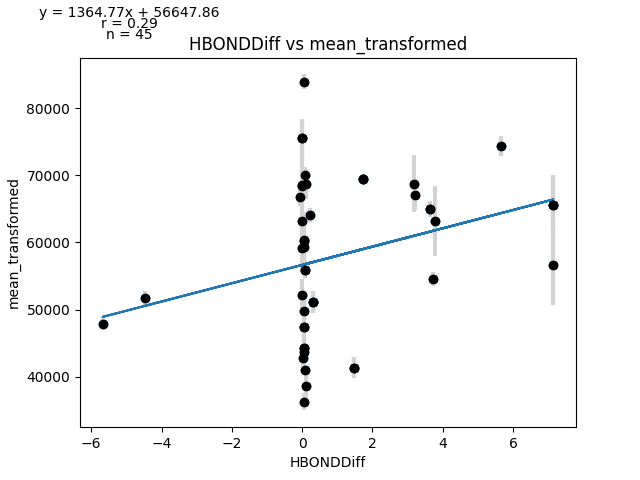 y = 1364.77x + 56647.86
r = 0.29
n = 45
HBONDDiff vs mean_transformed
mean_transformed
80000
70000
60000
50000
40000
−6
−4
−2
0
2
4
6
HBONDDiff